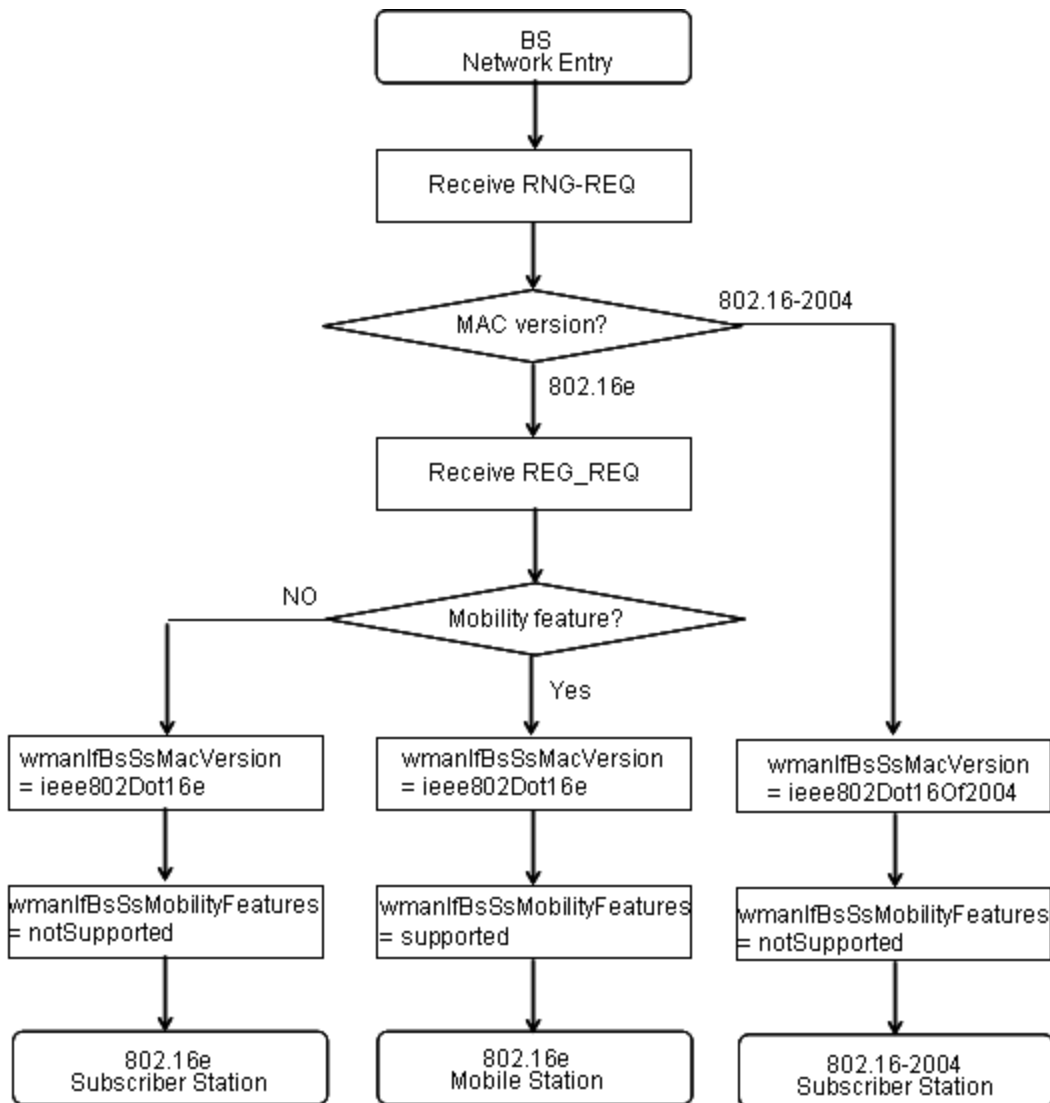 BS
Network Entry
Receive RNG-REQ
802.16-2004
MAC version?
802.16e
Receive REG_REQ
NO
Mobility feature?
Yes
wmanIfBsSsMacVersion
= ieee802Dot16e
wmanIfBsSsMacVersion
= ieee802Dot16e
wmanIfBsSsMacVersion
= ieee802Dot16Of2004
wmanIfBsSsMobilityFeatures
= notSupported
wmanIfBsSsMobilityFeatures
= supported
wmanIfBsSsMobilityFeatures
= notSupported
802.16e
Subscriber Station
802.16e
Mobile Station
802.16-2004
Subscriber Station